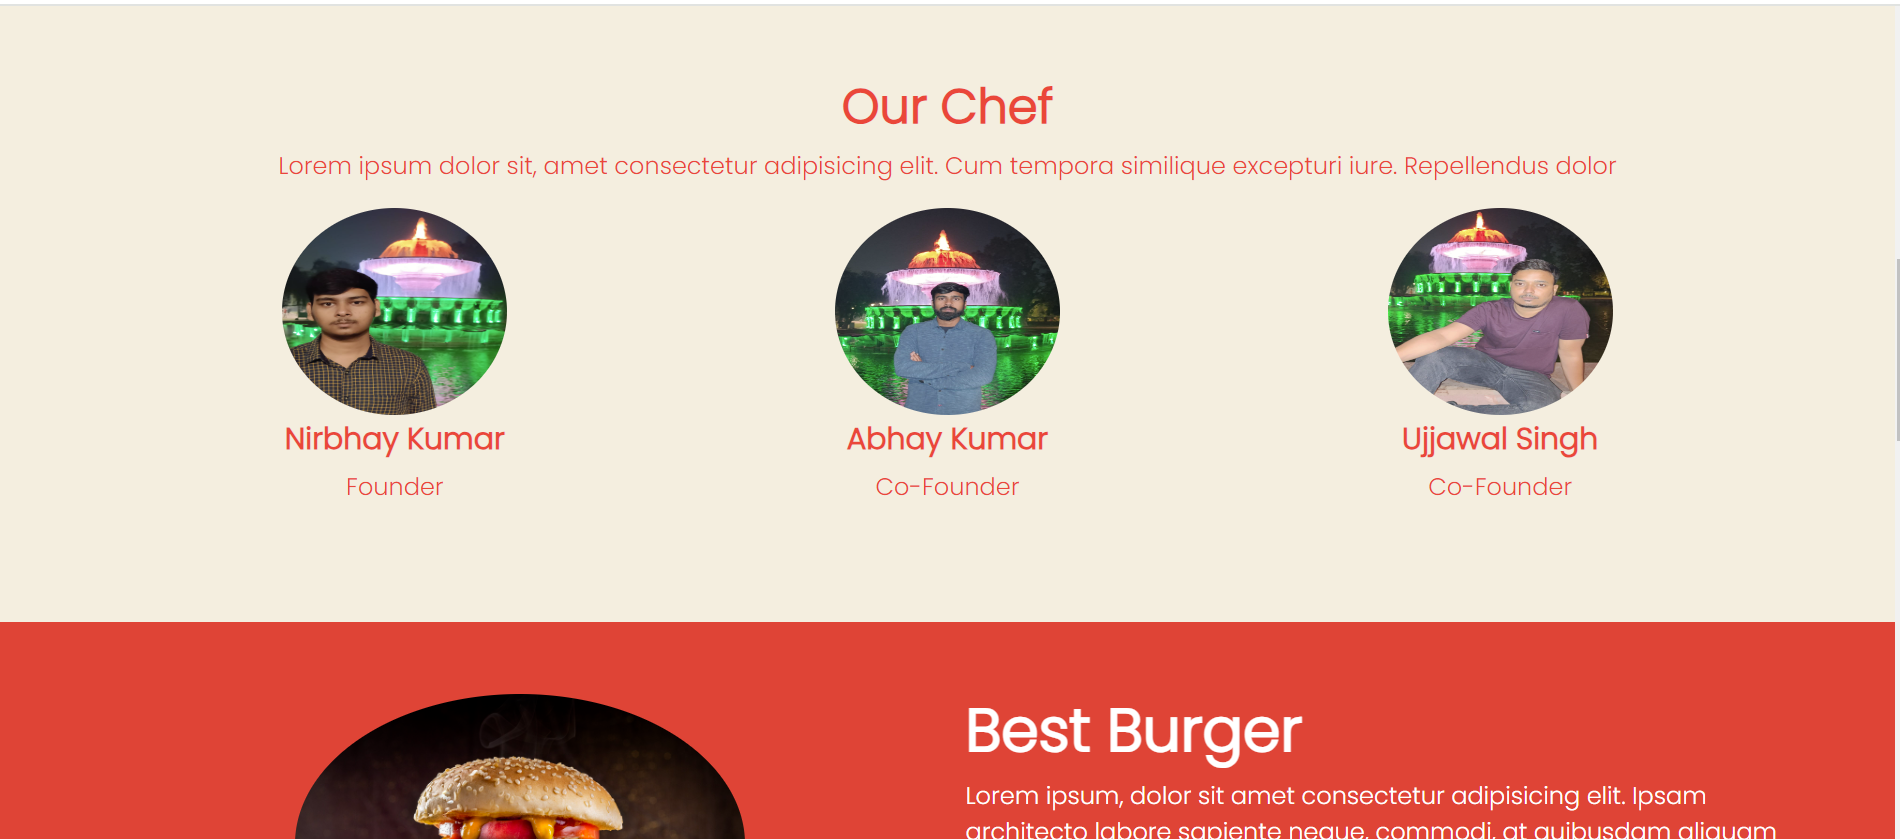 Our Chef
Lorem ipsum dolor sit, amet consectetur adipisicing elit. Cum tempora similique excepturi iure. Repellendus dolor
Nirbhay Kumar
Abhay Kumar
Ujjawal Singh
Founder
Co-Founder
Co-Founder
Best Burger
Lorem ipsum, dolor sit amet consectetur adipisicing elit. Ipsam
architecto labore sapiente neque, commodi, at quibusdam aliquam